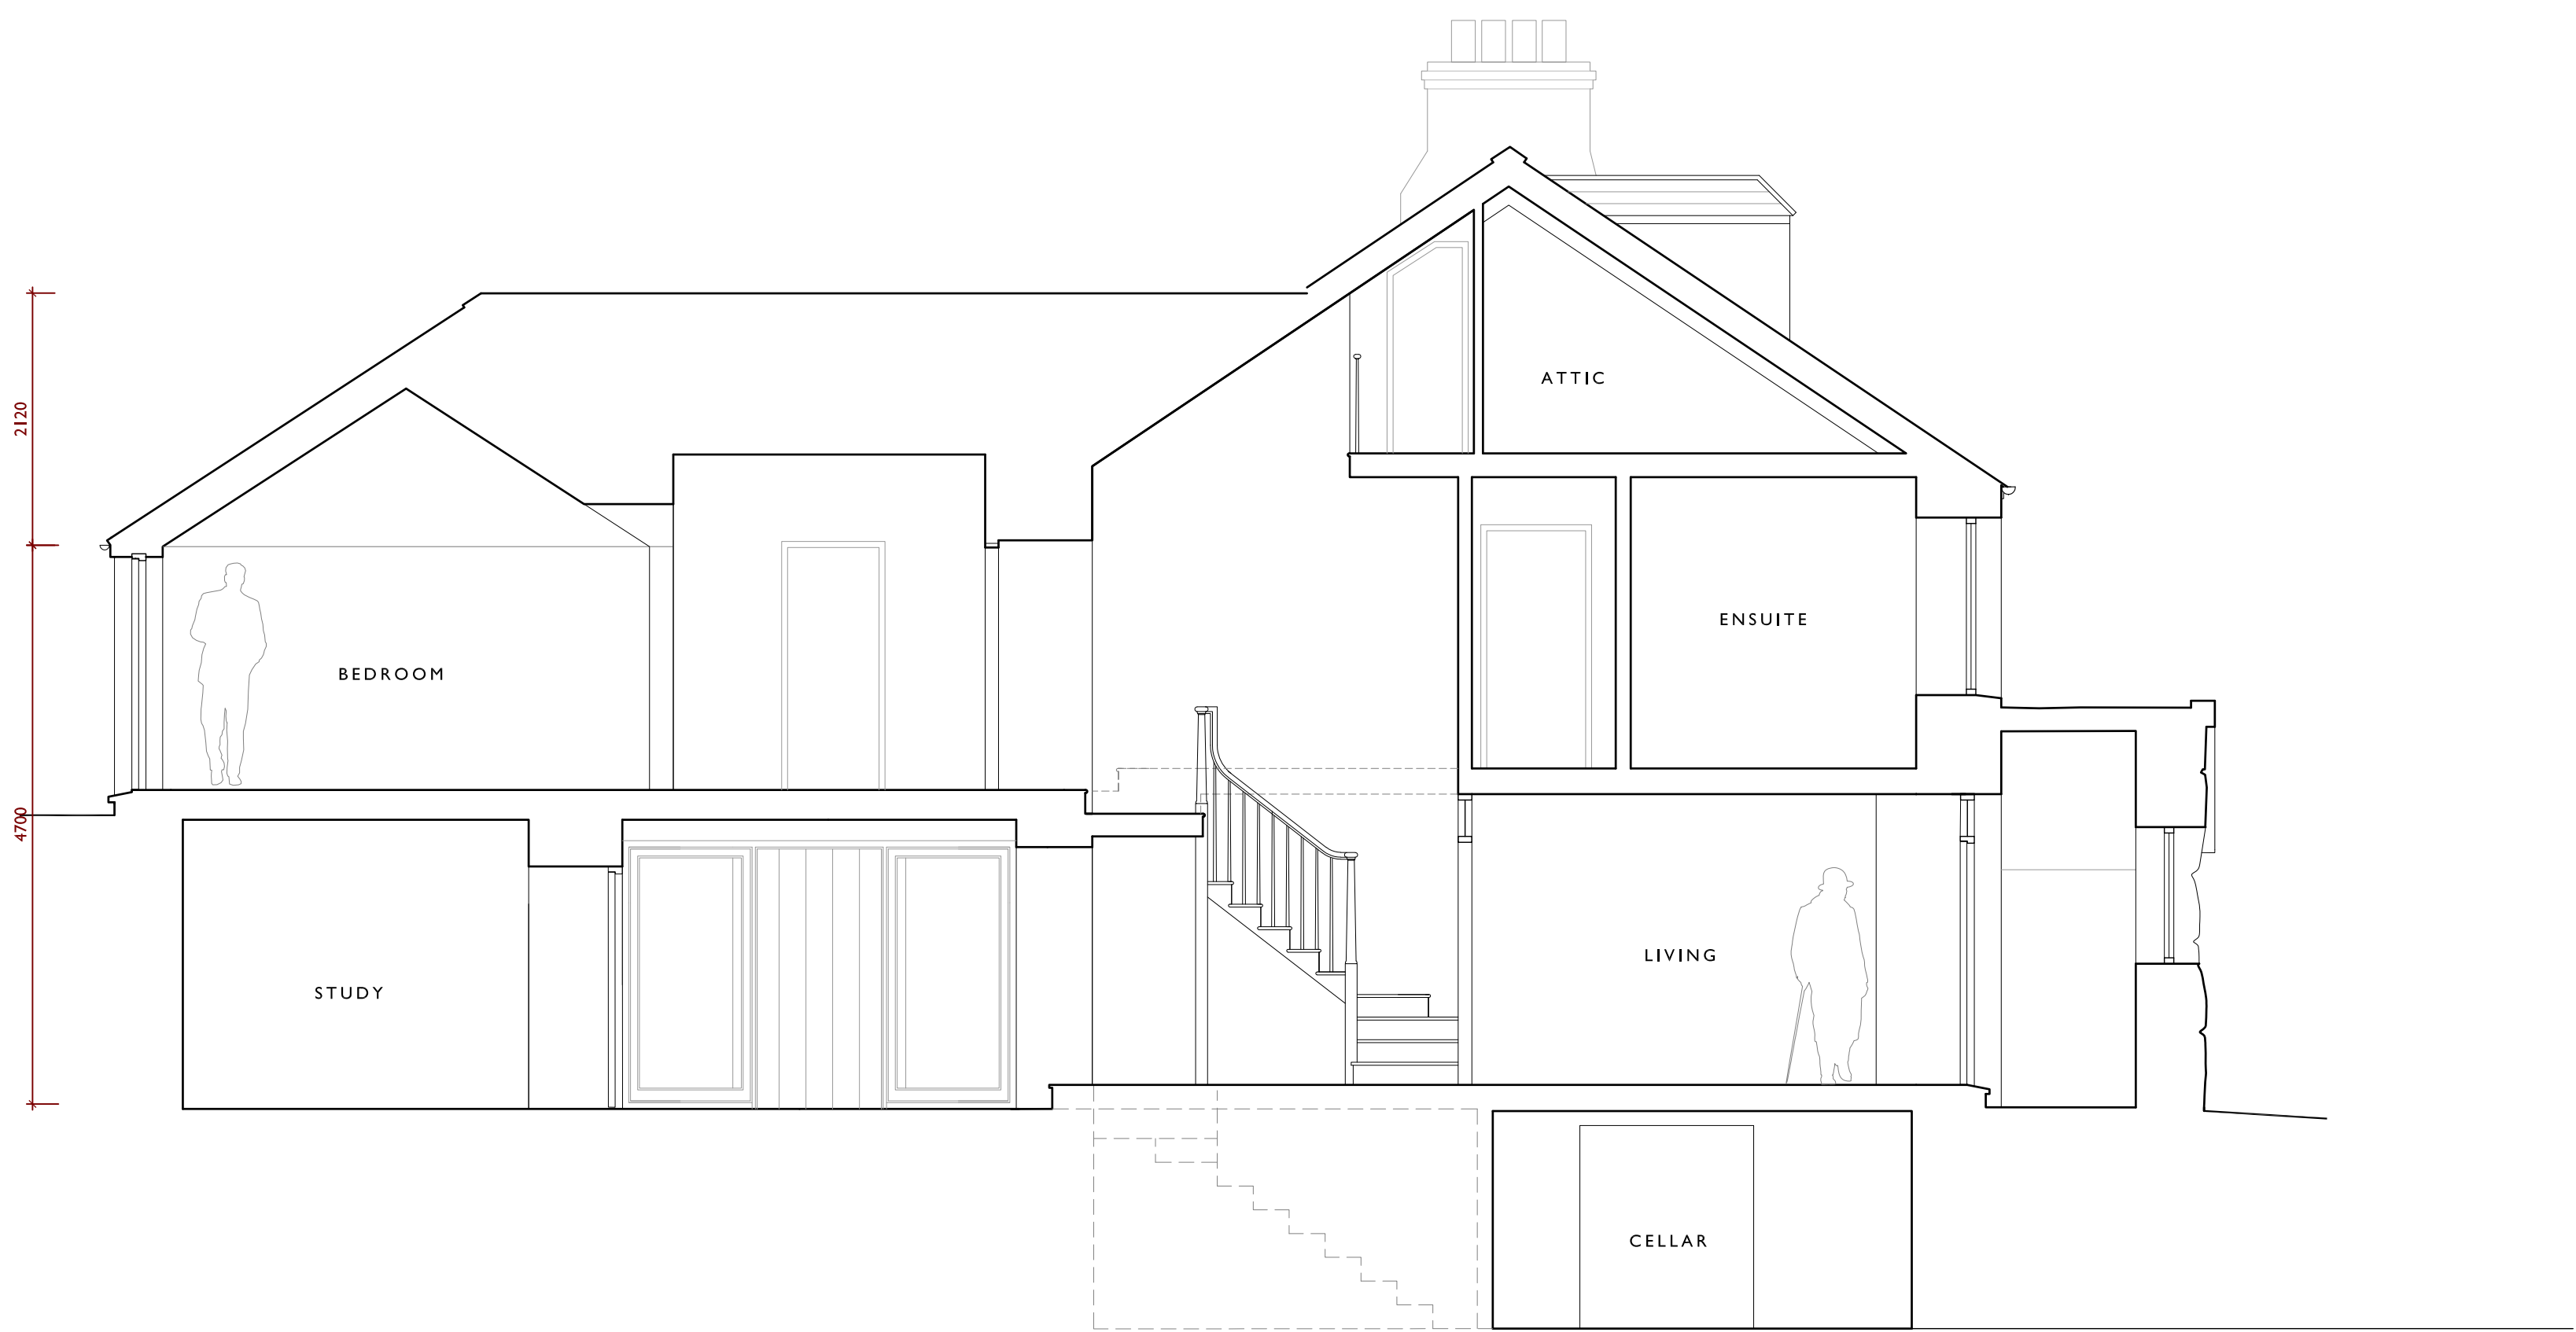 2120
ATTIC
ENSUITE
BEDROOM
4700
LIVING
STUDY
CELLAR